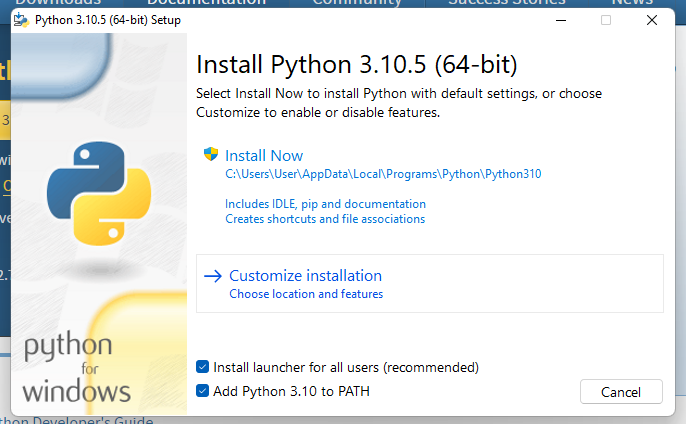 Downloads
Documentation
Community
Success Stories
News
Python 3.10.5 (64-bit) Setup
Install Python 3.10.5 (64-bit)
Select Install Now to install Python with default settings, or choose
Customize to enable or disable features.
Install Now
C:\Users\User\AppData\Local\Programs\Python\Python310
Includes IDLE, pip and documentation
Creates shortcuts and file associations
Customize installation
Choose location and features
python
for
windows
Install launcher for all users (recommended)
Add Python 3.10 to PATH
Cancel
thon Developer's Guide